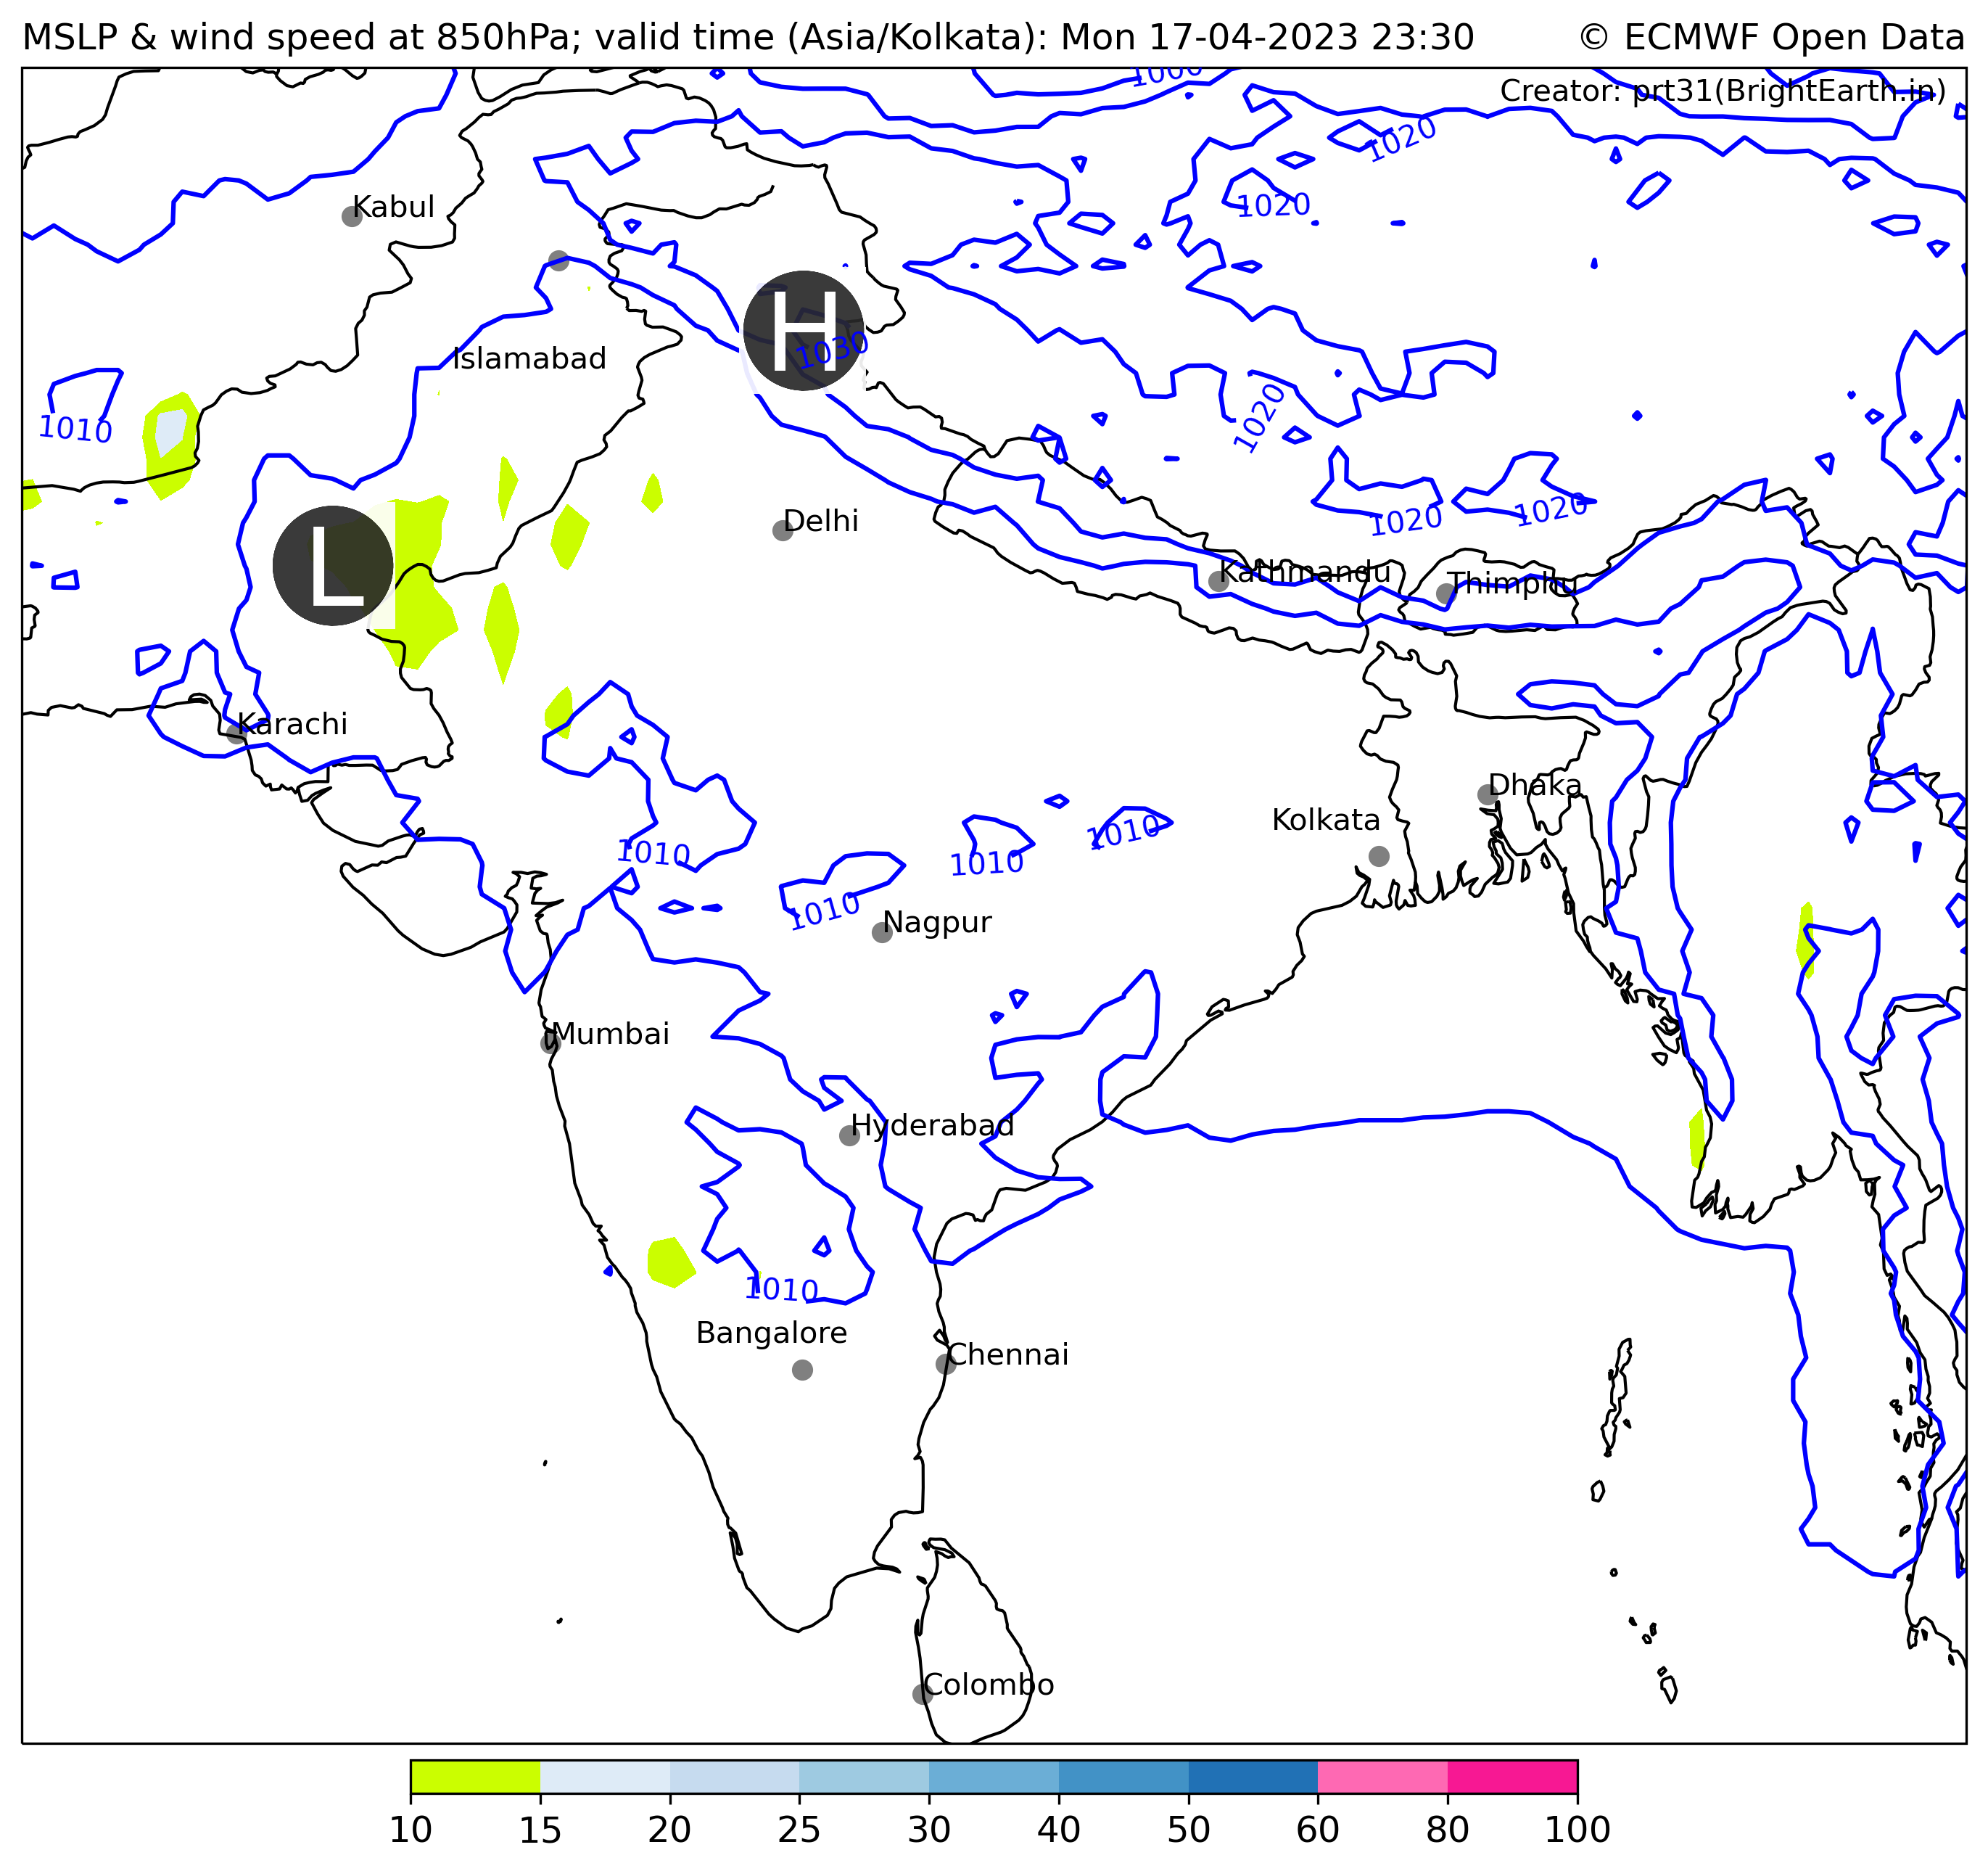 MSLP & wind speed at 850hPa; valid time (Asia/Kolkata): Mon 17-04-2023 23:30
© ECMWF Open Data
1000
Creator: prt31(BrightEarth.in)
1020
Kabul
1020
H
1030
Islamabad
1010
1020
Delhi
1020
1020
L
Kathmandu
Thimphu
Karachi
Dhaka
Kolkata
1010
1010
1010
1010
Nagpur
Mumbai
Hyderabad
1010
Bangalore
Chennai
Colombo
10 15 20 25 30 40 50 60 80 100